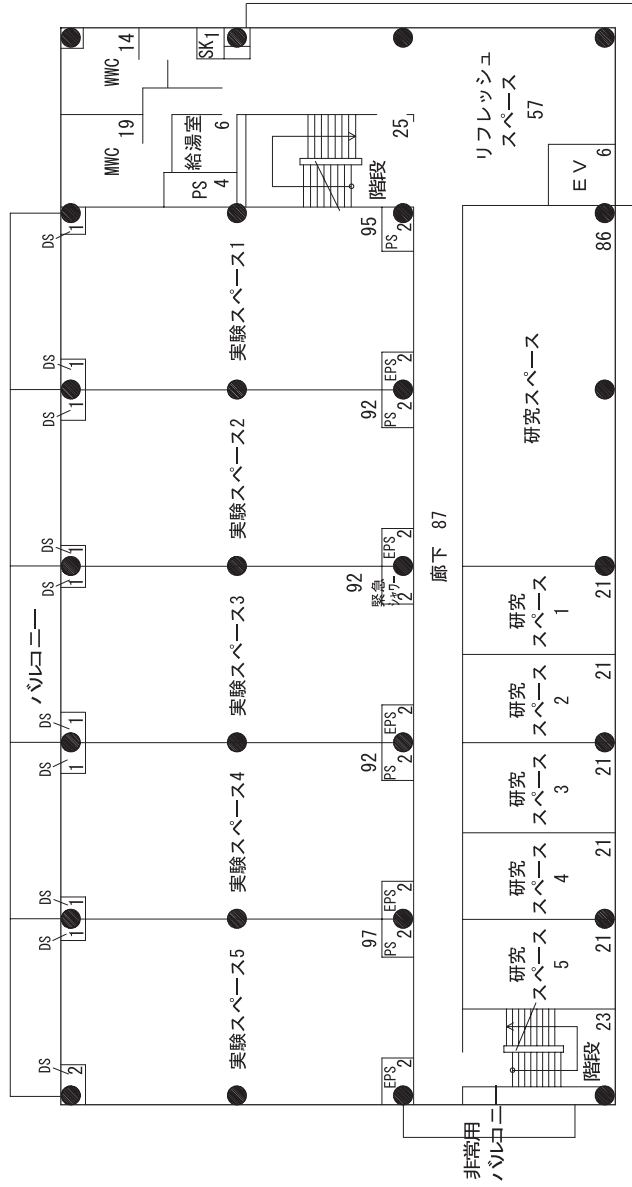 バルコニー
DS
2
DS
1
DS
1
DS
1
DS
1
DS
1
DS
1
DS
1
DS
1
DS
1
実験スペース5
97
実験スペース4
92
実験スペース3
92
実験スペース2
92
実験スペース1
95
EPS
2
PS
2
EPS
2
PS
2
EPS
2
緊急
シャワー
2
EPS
2
PS
2
EPS
2
PS
2
MWC
19
WWC
14
SK
1
給湯室
6
PS
4
階段
25
廊下 87
リフレッシュ
スペース
57
EV
6
非常用
バルコニー
階段
23
研究
スペース
5
21
研究
スペース
4
21
研究
スペース
3
21
研究
スペース
2
21
研究
スペース
1
21
研究スペース
86